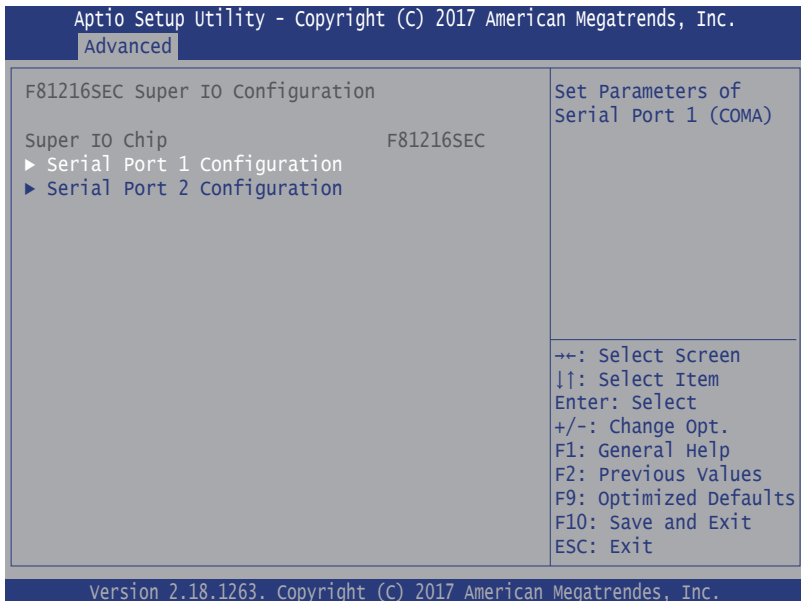 Aptio Setup Utility - Copyright (C) 2017 American Megatrends, Inc.
Advanced
F81216SEC Super IO Configuration
Super IO Chip F81216SEC
▶ Serial Port 1 Configuration
▶ Serial Port 2 Configuration
Set Parameters of
Serial Port 1 (COMA)
→←: Select Screen
↓↑: Select Item
Enter: Select
+/-: Change Opt.
F1: General Help
F2: Previous Values
F9: Optimized Defaults
F10: Save and Exit
ESC: Exit
Version 2.18.1263. Copyright (C) 2017 American Megatrendes, Inc.